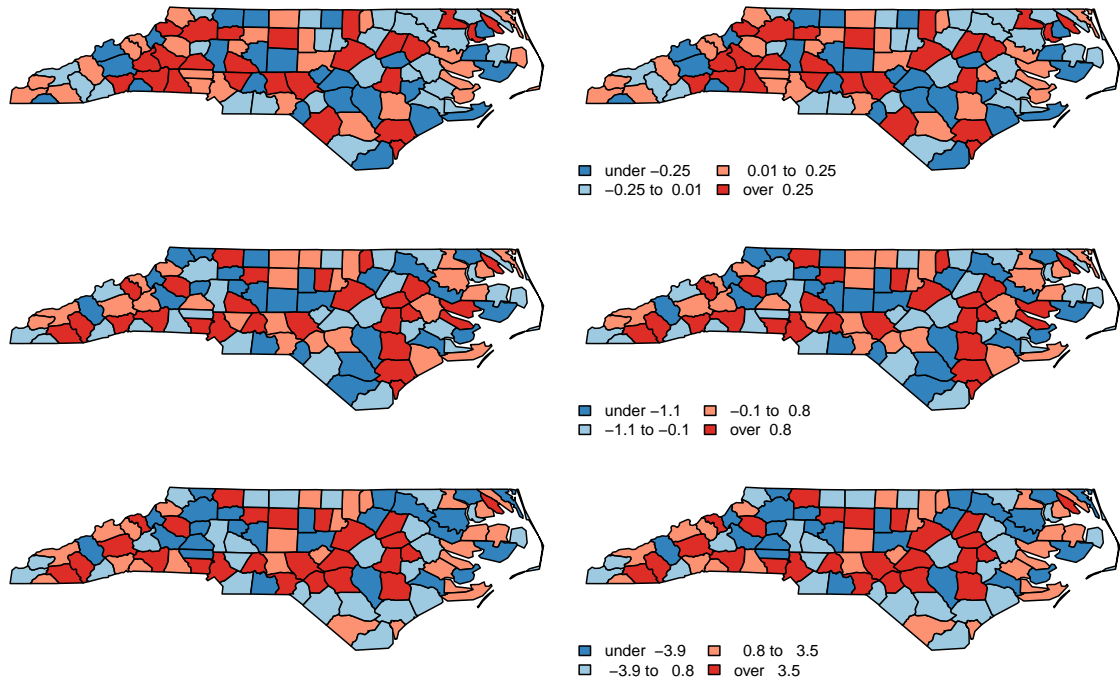 under −0.25 0.01 to 0.25
−0.25 to 0.01 over 0.25
under −1.1 −0.1 to 0.8
−1.1 to −0.1 over 0.8
under −3.9 0.8 to 3.5
−3.9 to 0.8 over 3.5